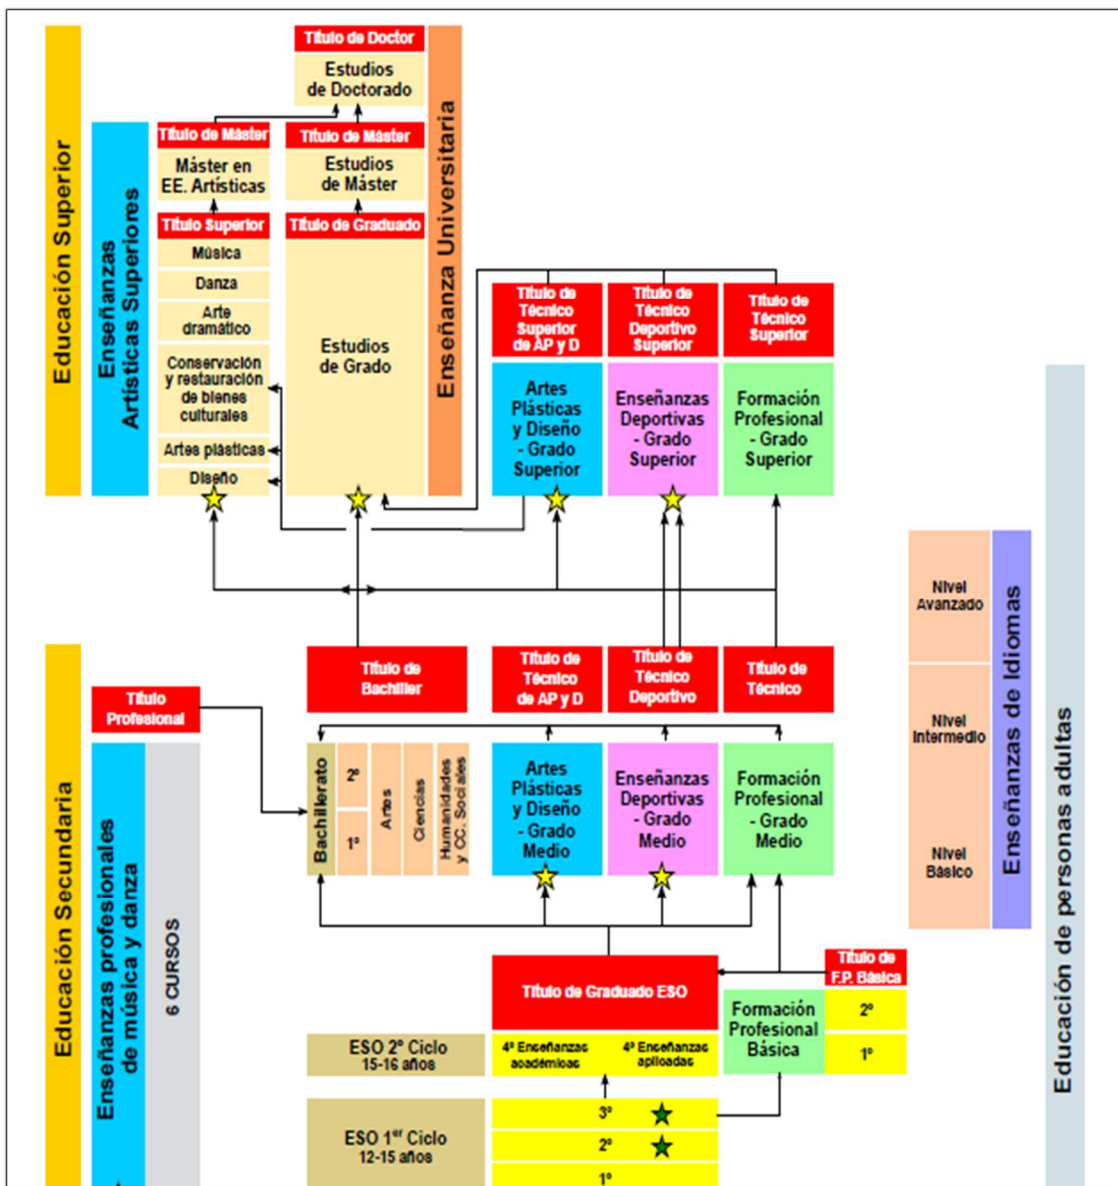 Educación Superior
Enseñanzas
Artísticas Superiores
Título de Doctor
Estudios
de Doctorado
Título de Máster
Máster en
EE. Artísticas
Título Superior
Música
Danza
Arte
dramático
Conservación
y restauración
de bienes
culturales
Artes plásticas
Diseño
Título de Máster
Estudios
de Máster
Título de Graduado
Estudios
de Grado
Enseñanza Universitaria
Título de
Técnico
Superior
de AP y D
Artes
Plásticas
y Diseño
- Grado
Superior
Título de
Técnico
Deportivo
Superior
Enseñanzas
Deportivas
- Grado
Superior
Título de
Técnico
Superior
Formación
Profesional
- Grado
Superior
Nivel
Avanzado
Nivel
Intermedio
Nivel
Básico
Enseñanzas de Idiomas
Educación de personas adultas
Educación Secundaria
Título
Profesional
Enseñanzas profesionales
de música y danza
6 CURSOS
Título de
Bachiller
Bachillerato
2º
1º
Artes
Ciencias
Humanidades
y CC. Sociales
Título de
Técnico
de AP y D
Artes
Plásticas
y Diseño
- Grado
Medio
Título de
Técnico
Deportivo
Enseñanzas
Deportivas
- Grado
Medio
Título de
Técnico
Formación
Profesional
- Grado
Medio
Título de Graduado ESO
Título de
F.P. Básica
Formación
Profesional
Básica
2º
1º
ESO 2º Ciclo
15-16 años
4º Enseñanzas
académicas
4º Enseñanzas
aplicadas
ESO 1er Ciclo
12-15 años
3º
2º
1º